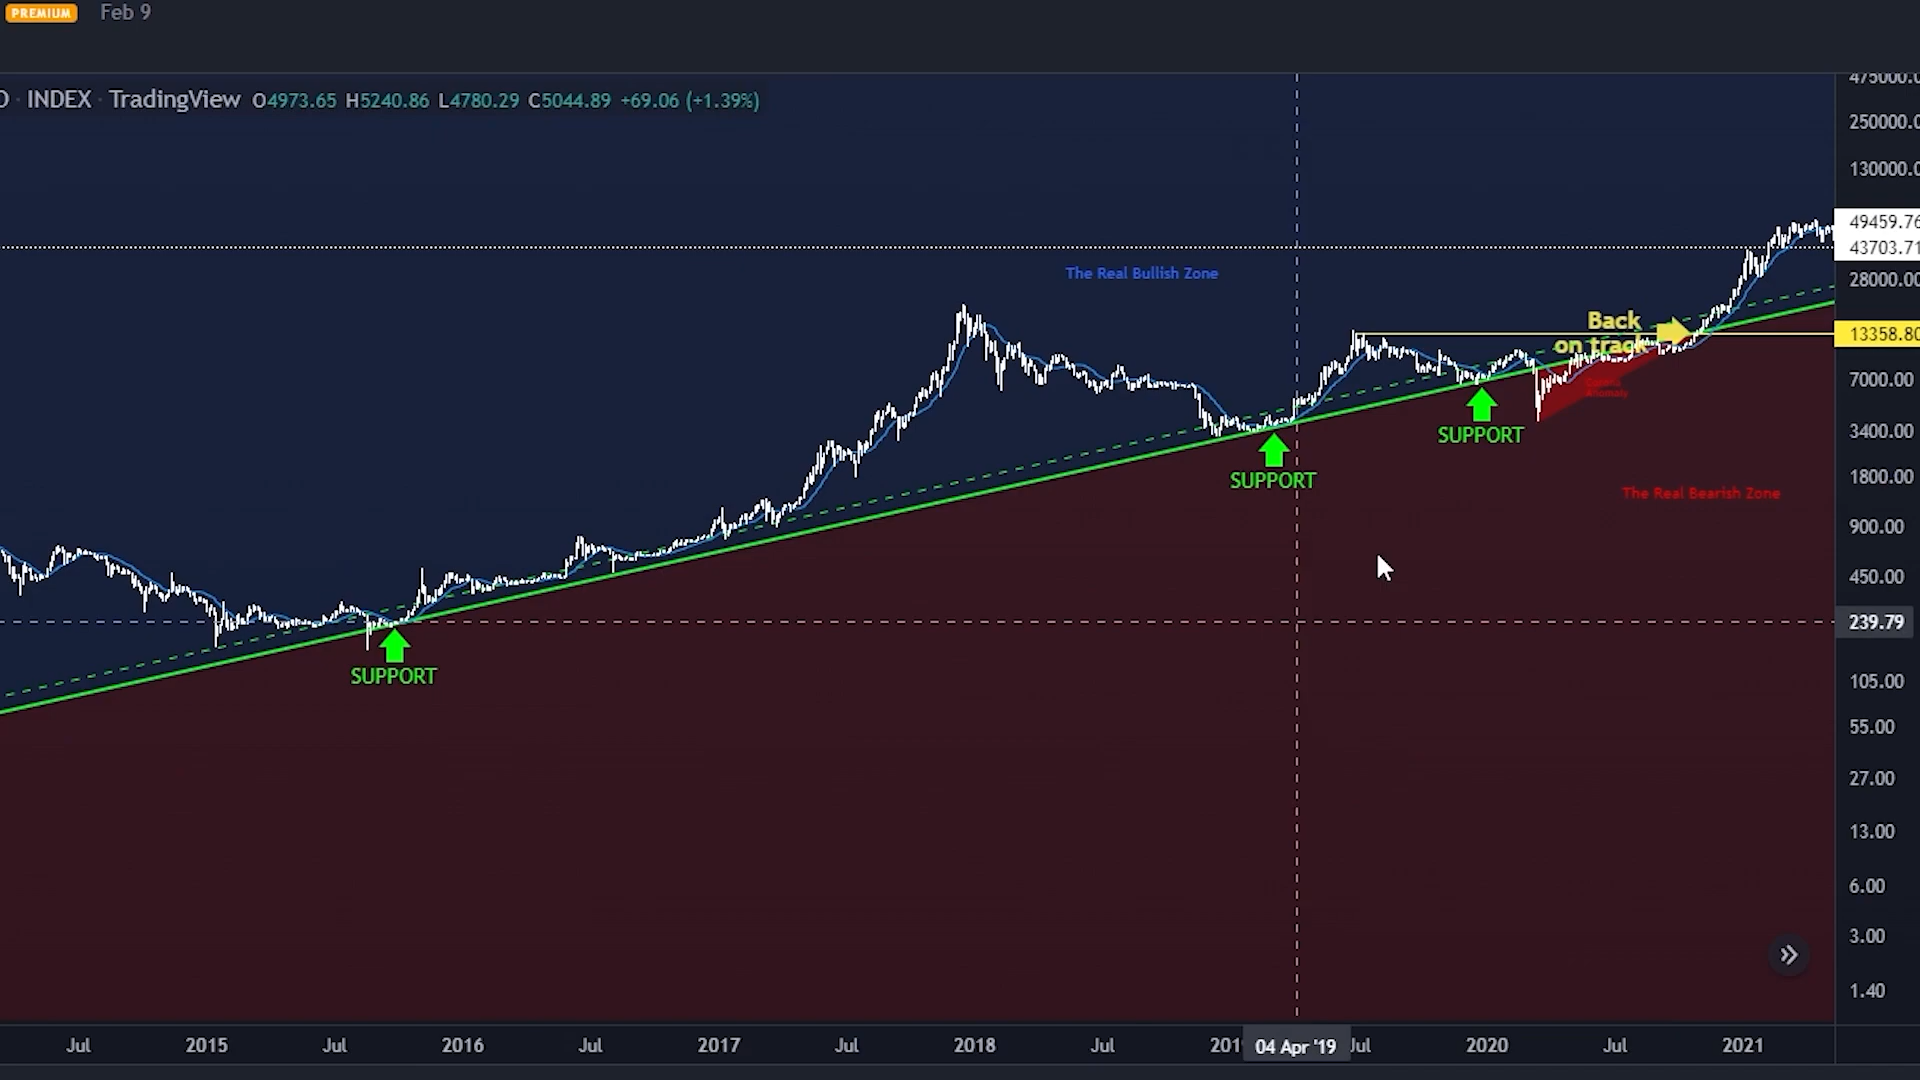 PREMIUM Feb 9
INDEX · TradingView O4973.65 H5240.86 L4780.29 C5044.89 +69.06 (+1.39%)
475000.0
250000.0
130000.0
49459.76
43703.71
The Real Bullish Zone
28000.00
Back
on track
13358.80
7000.00
Corona
Anomaly
3400.00
SUPPORT
SUPPORT
1800.00
The Real Bearish Zone
900.00
450.00
239.79
SUPPORT
105.00
55.00
27.00
13.00
6.00
3.00
1.40
Jul 2015 Jul 2016 Jul 2017 Jul 2018 Jul 201 04 Apr '19 Jul 2020 Jul 2021